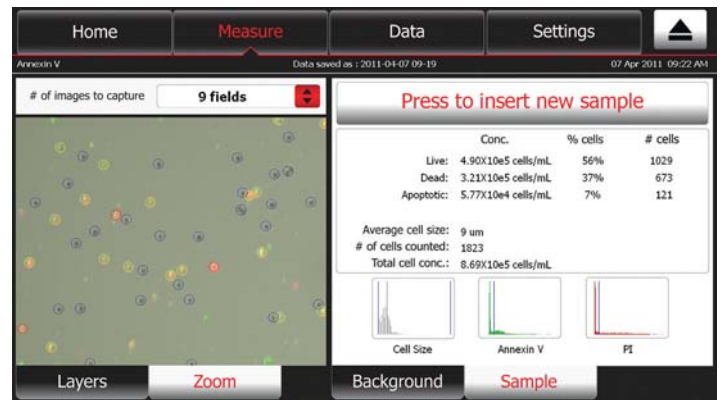 Home Measure Data Settings
Annexin V Data saved as : 2011-04-07 09-19 07 Apr 2011 09:22 AM
# of images to capture 9 fields
Press to insert new sample
Conc. % cells # cells
Live: 4.90X10e5 cells/mL 56% 1029
Dead: 3.21X10e5 cells/mL 37% 673
Apoptotic: 5.77X10e4 cells/mL 7% 121
Average cell size: 9 um
# of cells counted: 1823
Total cell conc.: 8.69X10e5 cells/mL
Cell Size Annexin V PI
Layers Zoom Background Sample